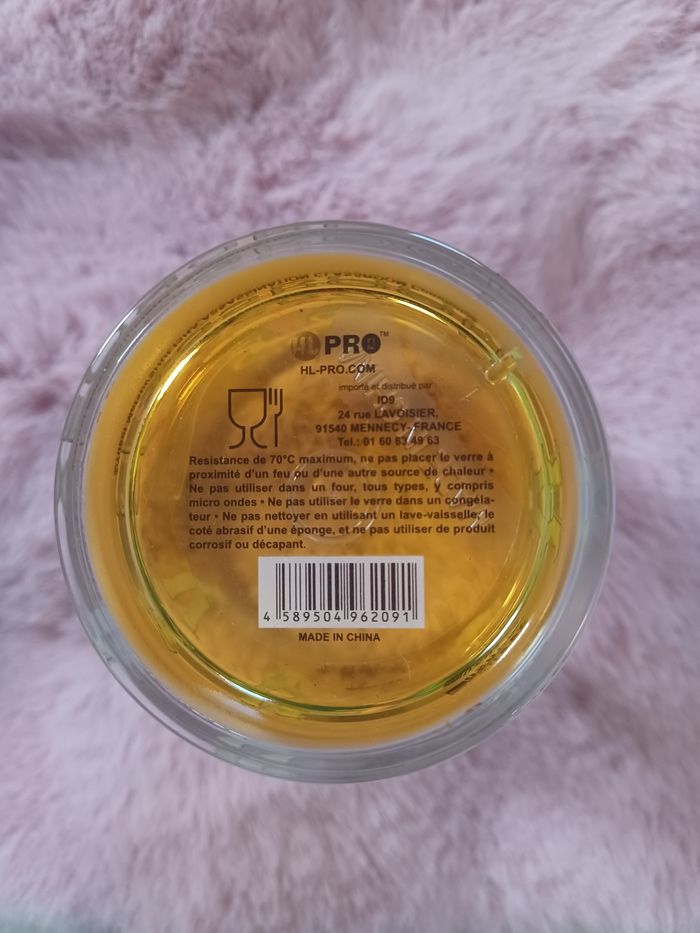 HL PRO™
HL-PRO.COM
importé et distribué par :
ID9
24 rue LAVOISIER,
91540 MENNECY- FRANCE
Tel.: 01 60 63 49 63
Resistance de 70°C maximum, ne pas placer le verre à
proximité d'un feu ou d'une autre source de chaleur •
Ne pas utiliser dans un four, tous types, y compris
micro ondes • Ne pas utiliser le verre dans un congéla-
teur • Ne pas nettoyer en utilisant un lave-vaisselle, le
coté abrasif d'une éponge, et ne pas utiliser de produit
corrosif ou décapant.
4 589504 962091
MADE IN CHINA